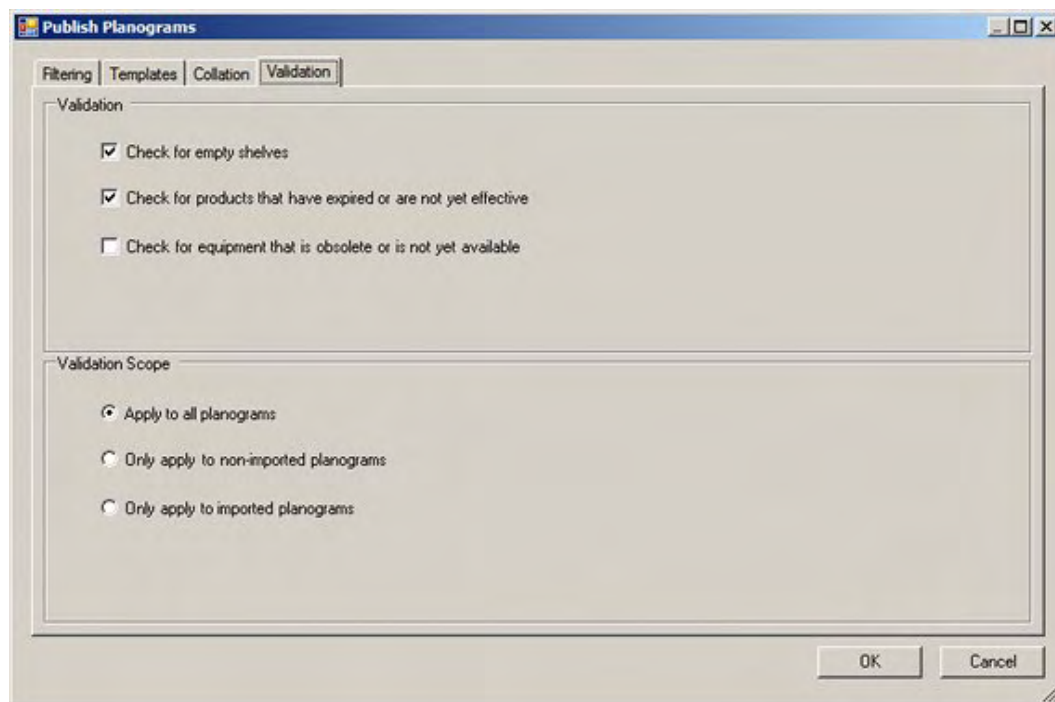 Publish Planograms
Filtering Templates Collation Validation
Validation
Check for empty shelves
Check for products that have expired or are not yet effective
Check for equipment that is obsolete or is not yet available
Validation Scope
Apply to all planograms
Only apply to non-imported planograms
Only apply to imported planograms
OK Cancel